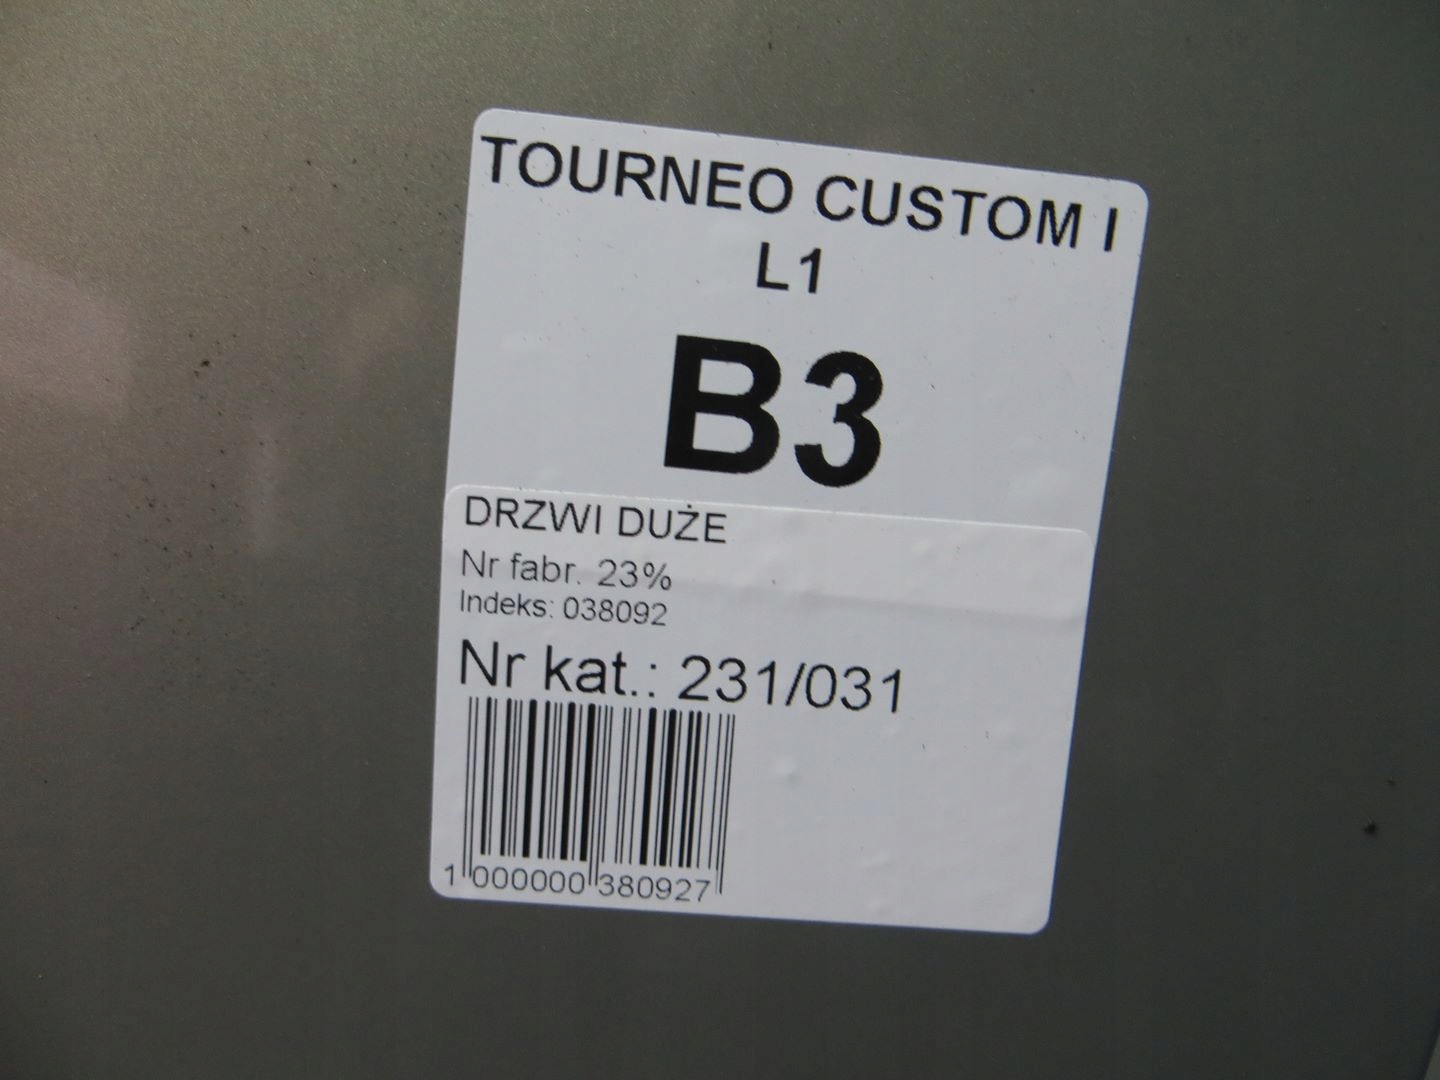 TOURNEO CUSTOM I
L1
B3
DRZWI DUŻE
Nr fabr. 23%
Indeks: 038092
Nr kat.: 231/031
1 000000 380927